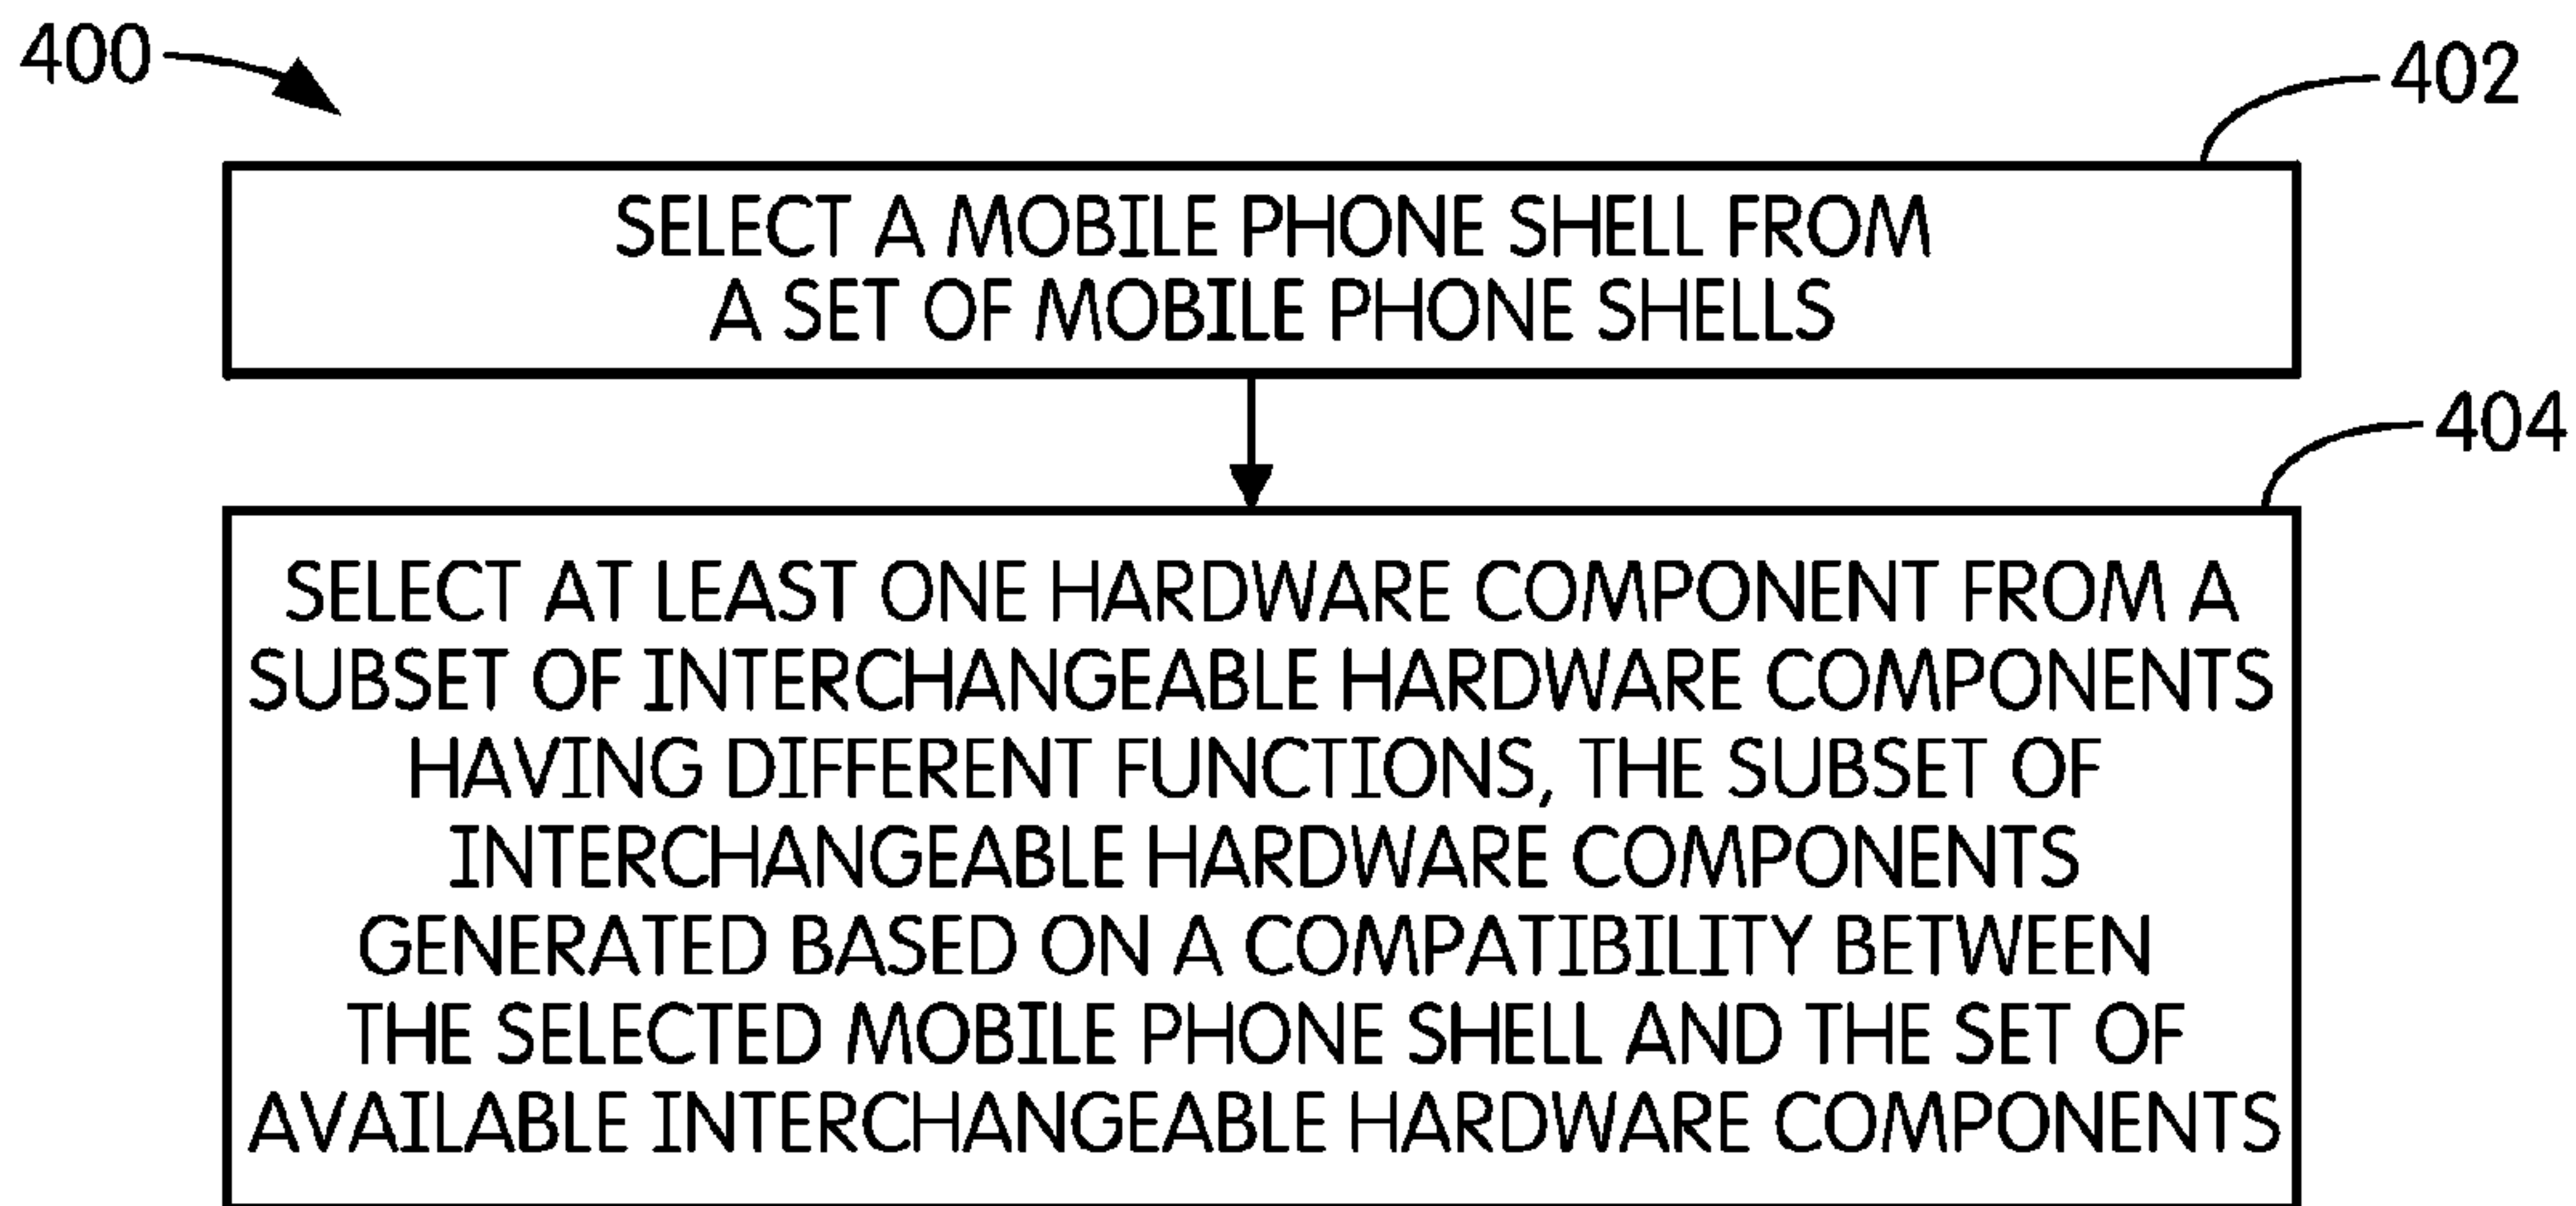 400
402
SELECT A MOBILE PHONE SHELL FROM
A SET OF MOBILE PHONE SHELLS
404
SELECT AT LEAST ONE HARDWARE COMPONENT FROM A
SUBSET OF INTERCHANGEABLE HARDWARE COMPONENTS
HAVING DIFFERENT FUNCTIONS, THE SUBSET OF
INTERCHANGEABLE HARDWARE COMPONENTS
GENERATED BASED ON A COMPATIBILITY BETWEEN
THE SELECTED MOBILE PHONE SHELL AND THE SET OF
AVAILABLE INTERCHANGEABLE HARDWARE COMPONENTS